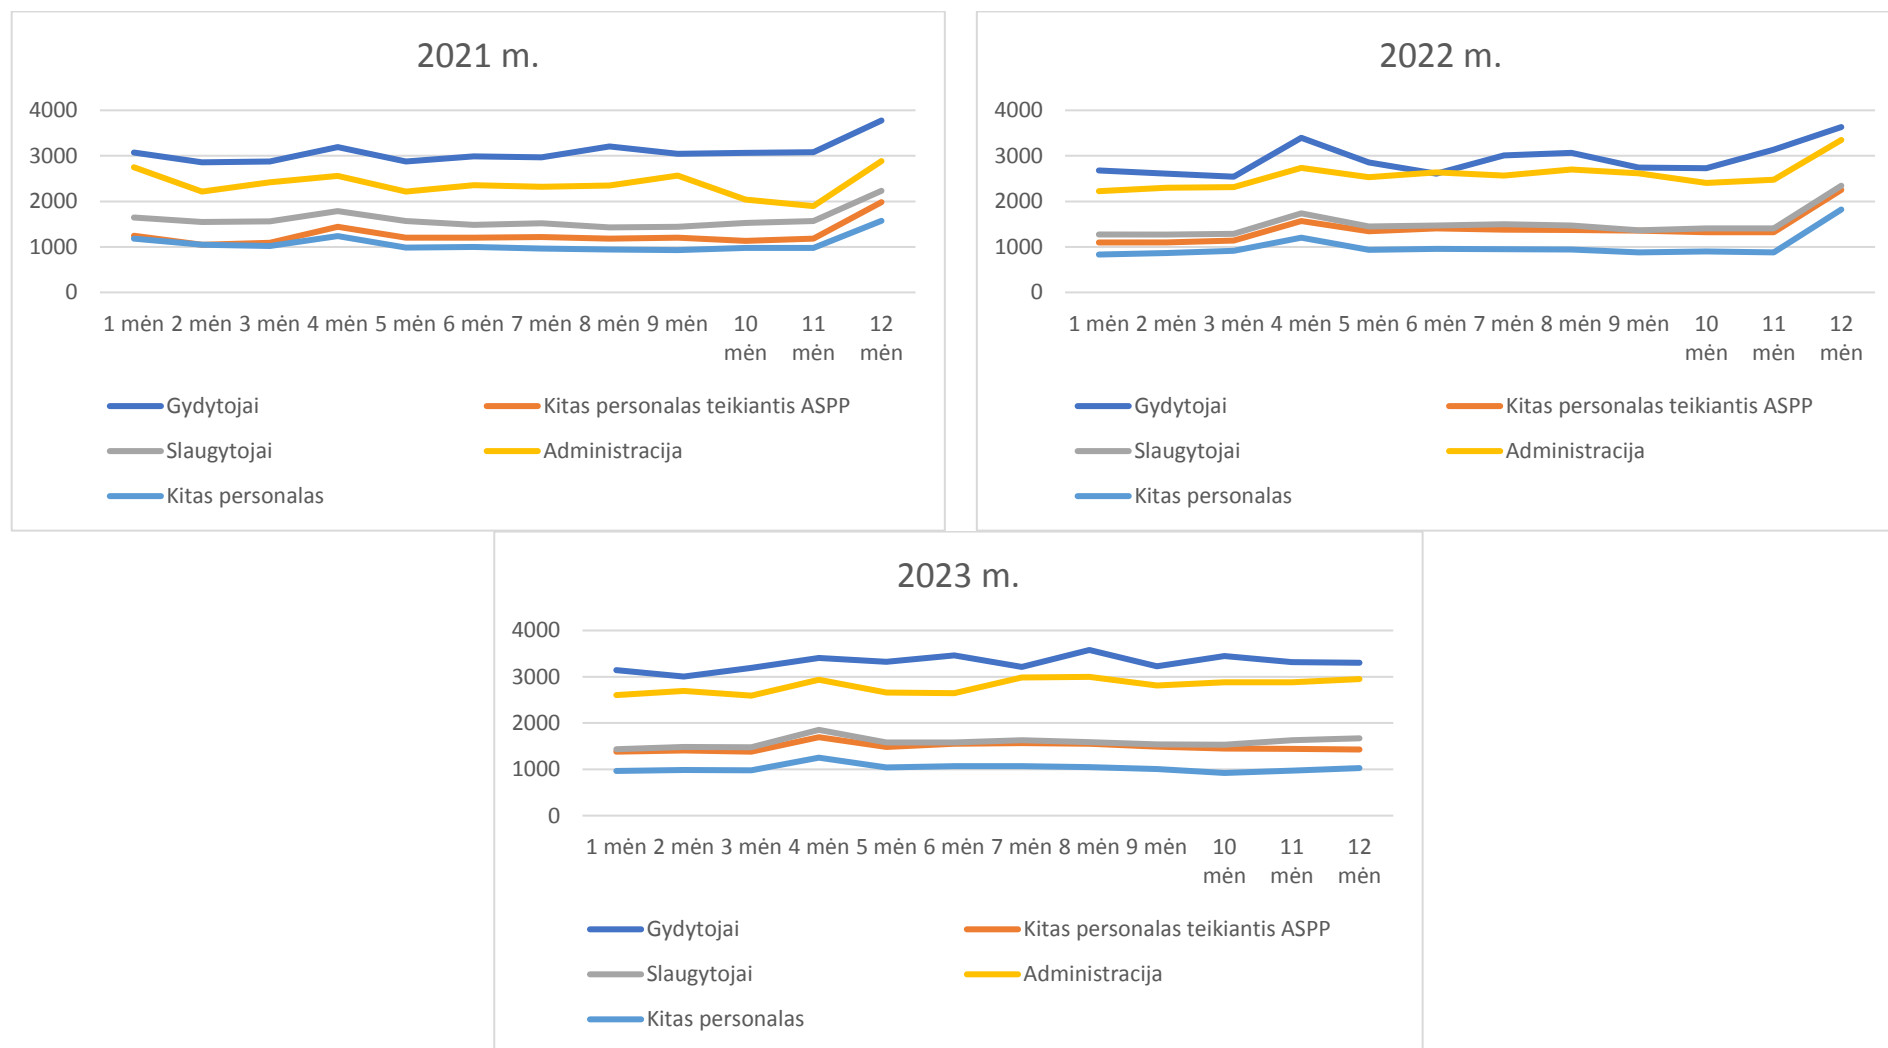 2021 m.
4000
3000
2000
1000
0
1 mėn 2 mėn 3 mėn 4 mėn 5 mėn 6 mėn 7 mėn 8 mėn 9 mėn 10 mėn 11 mėn 12 mėn
Gydytojai Kitas personalas teikiantis ASPP
Slaugytojai Administracija
Kitas personalas
2022 m.
4000
3000
2000
1000
0
1 mėn 2 mėn 3 mėn 4 mėn 5 mėn 6 mėn 7 mėn 8 mėn 9 mėn 10 mėn 11 mėn 12 mėn
Gydytojai Kitas personalas teikiantis ASPP
Slaugytojai Administracija
Kitas personalas
2023 m.
4000
3000
2000
1000
0
1 mėn 2 mėn 3 mėn 4 mėn 5 mėn 6 mėn 7 mėn 8 mėn 9 mėn 10 mėn 11 mėn 12 mėn
Gydytojai Kitas personalas teikiantis ASPP
Slaugytojai Administracija
Kitas personalas